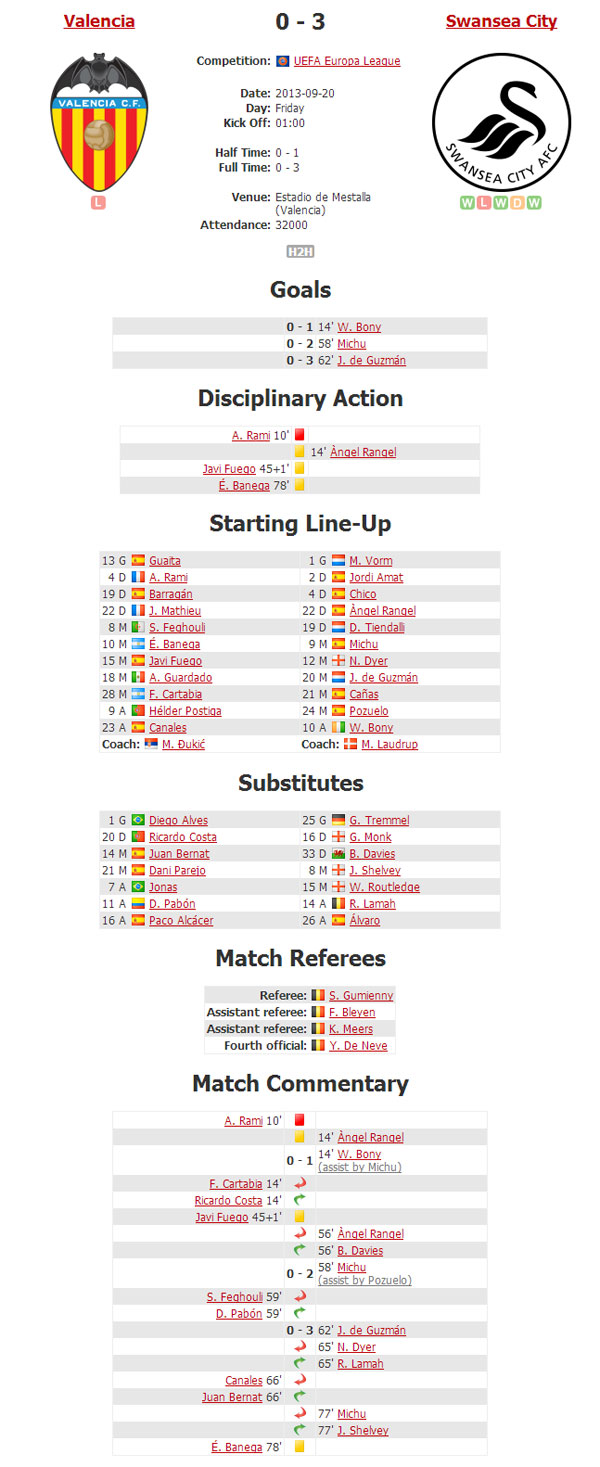 Valencia
0 - 3
Swansea City
VALENCIA C.F.
SWANSEA CITY AFC
L
W L W D W
Competition: UEFA Europa League
Date: 2013-09-20
Day: Friday
Kick Off: 01:00
Half Time: 0 - 1
Full Time: 0 - 3
Venue: Estadio de Mestalla
(Valencia)
Attendance: 32000
H2H
Goals
0 - 1 14' W. Bony
0 - 2 58' Michu
0 - 3 62' J. de Guzmán
Disciplinary Action
A. Rami 10'
14' Àngel Rangel
Javi Fuego 45+1'
É. Banega 78'
Starting Line-Up
13 G Guaita 1 G M. Vorm
4 D A. Rami 2 D Jordi Amat
19 D Barragán 4 D Chico
22 D J. Mathieu 22 D Àngel Rangel
8 M S. Feghouli 19 D D. Tiendalli
10 M É. Banega 9 M Michu
15 M Javi Fuego 12 M N. Dyer
18 M A. Guardado 20 M J. de Guzmán
28 M F. Cartabia 21 M Cañas
9 A Hélder Postiga 24 M Pozuelo
23 A Canales 10 A W. Bony
Coach: M. Đukić Coach: M. Laudrup
Substitutes
1 G Diego Alves 25 G G. Tremmel
20 D Ricardo Costa 16 D G. Monk
14 M Juan Bernat 33 D B. Davies
21 M Dani Parejo 8 M J. Shelvey
7 A Jonas 15 M W. Routledge
11 A D. Pabón 14 A R. Lamah
16 A Paco Alcácer 26 A Álvaro
Match Referees
Referee: S. Gumienny
Assistant referee: F. Bleyen
Assistant referee: K. Meers
Fourth official: Y. De Neve
Match Commentary
A. Rami 10'
14' Àngel Rangel
0 - 1 14' W. Bony
(assist by Michu)
F. Cartabia 14'
Ricardo Costa 14'
Javi Fuego 45+1'
56' Àngel Rangel
56' B. Davies
0 - 2 58' Michu
(assist by Pozuelo)
S. Feghouli 59'
D. Pabón 59'
0 - 3 62' J. de Guzmán
65' N. Dyer
65' R. Lamah
Canales 66'
Juan Bernat 66'
77' Michu
77' J. Shelvey
É. Banega 78'